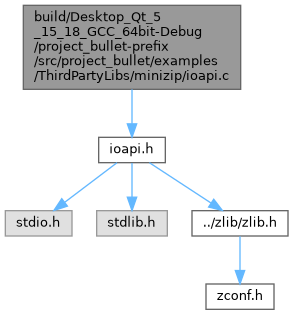 build/Desktop_Qt_5
_15_18_GCC_64bit-Debug
/project_bullet-prefix
/src/project_bullet/examples
/ThirdPartyLibs/minizip/ioapi.c
ioapi.h
stdio.h
stdlib.h
../zlib/zlib.h
zconf.h